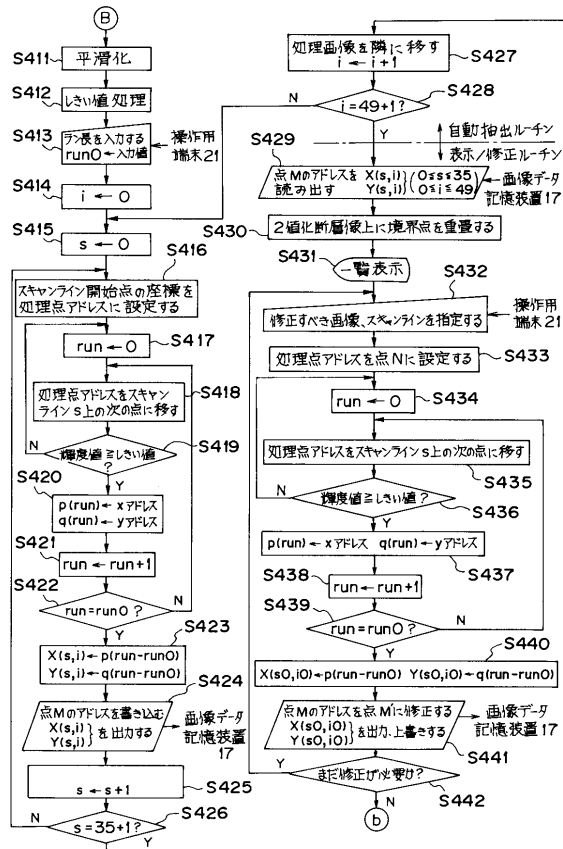 B
S411
平滑化
S412
しきい値処理
S413
ラン長を入力する
run0←入力値
操作用
端末21
S414
i ← 0
S415
s ← 0
S416
スキャンライン開始点の座標を
処理点アドレスに設定する
S417
run ← 0
S418
処理点アドレスをスキャン
ラインs上の次の点に移す
S419
輝度値≧しきい値
?
N
Y
S420
p(run)← xアドレス
q(run)← yアドレス
S421
run ← run+1
S422
run=run0 ?
N
Y
S423
X(s,i)←p(run-run0)
Y(s,i)←q(run-run0)
S424
点Mのアドレスを書き込む
X(s,i)
Y(s,i)
}を出力する
画像データ
記憶装置
17
S425
s ← s+1
S426
s=35+1?
N
Y
S427
処理画像を隣に移す
i ← i+1
S428
i=49+1?
N
Y
自動抽出ルーチン
表示/修正ルーチン
S429
点Mのアドレスを
読み出す
X(s,i)
Y(s,i)
}
(0≦s≦35
0≦i≦49)
画像データ
記憶装置17
S430
2値化断層像上に境界点を重畳する
S431
一覧表示
S432
修正すべき画像、スキャンラインを指定する
操作用
端末21
S433
処理点アドレスを点Nに設定する
S434
run ← 0
S435
処理点アドレスをスキャンラインs上の次の点に移す
S436
輝度値≧しきい値?
N
Y
S437
p(run)←xアドレス q(run)←yアドレス
S438
run←run+1
S439
run=run0?
N
Y
S440
X(s0,i0)←p(run-run0) Y(s0,i0)←q(run-run0)
S441
点Mのアドレスを点M'に修正する
X(s0,i0)
Y(s0,i0)
}を出力、上書きする
画像データ
記憶装置17
S442
まだ修正が必要け?
Y
N
b